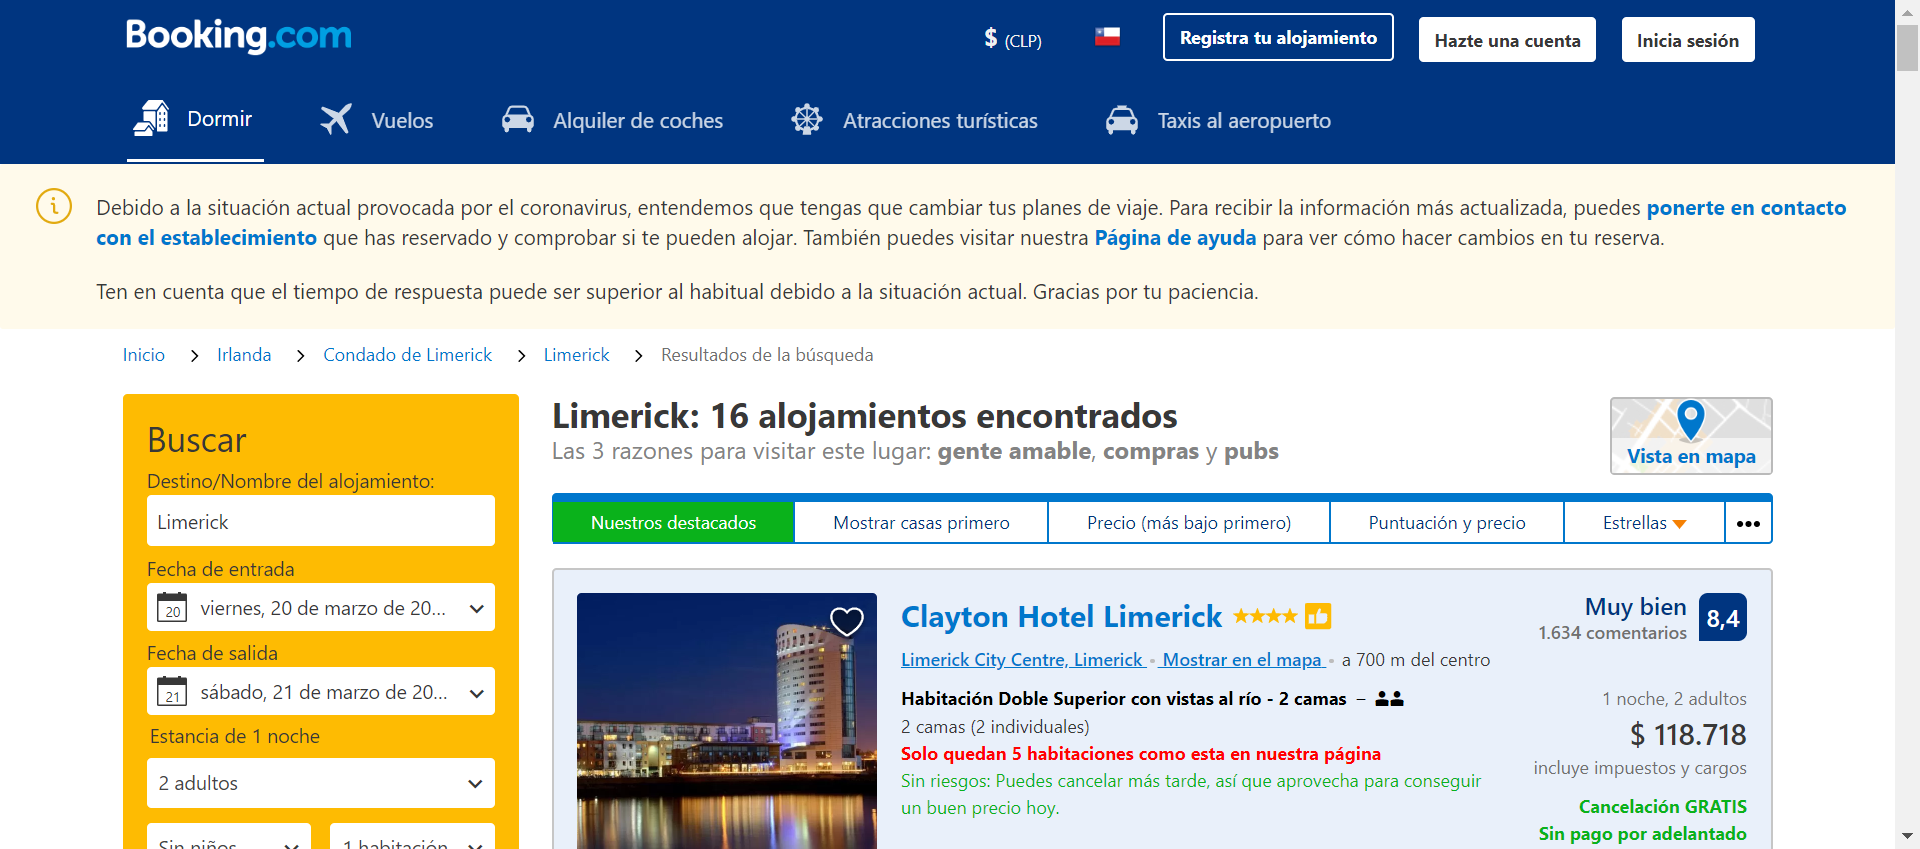 Booking.com
$ (CLP)
Registra tu alojamiento
Hazte una cuenta
Inicia sesión
Dormir
Vuelos
Alquiler de coches
Atracciones turísticas
Taxis al aeropuerto
Debido a la situación actual provocada por el coronavirus, entendemos que tengas que cambiar tus planes de viaje. Para recibir la información más actualizada, puedes ponerte en contacto
con el establecimiento que has reservado y comprobar si te pueden alojar. También puedes visitar nuestra Página de ayuda para ver cómo hacer cambios en tu reserva.
Ten en cuenta que el tiempo de respuesta puede ser superior al habitual debido a la situación actual. Gracias por tu paciencia.
Inicio
Irlanda
Condado de Limerick
Limerick
Resultados de la búsqueda
Buscar
Destino/Nombre del alojamiento:
Limerick
Fecha de entrada
20
viernes, 20 de marzo de 20...
Fecha de salida
21
sábado, 21 de marzo de 20...
Estancia de 1 noche
2 adultos
Sin niños
1 habitación
Limerick: 16 alojamientos encontrados
Las 3 razones para visitar este lugar: gente amable, compras y pubs
Vista en mapa
Nuestros destacados
Mostrar casas primero
Precio (más bajo primero)
Puntuación y precio
Estrellas
•••
Clayton Hotel Limerick
Limerick City Centre, Limerick
Mostrar en el mapa
a 700 m del centro
Muy bien
1.634 comentarios
8,4
Habitación Doble Superior con vistas al río - 2 camas –
2 camas (2 individuales)
Solo quedan 5 habitaciones como esta en nuestra página
Sin riesgos: Puedes cancelar más tarde, así que aprovecha para conseguir
un buen precio hoy.
1 noche, 2 adultos
$ 118.718
incluye impuestos y cargos
Cancelación GRATIS
Sin pago por adelantado